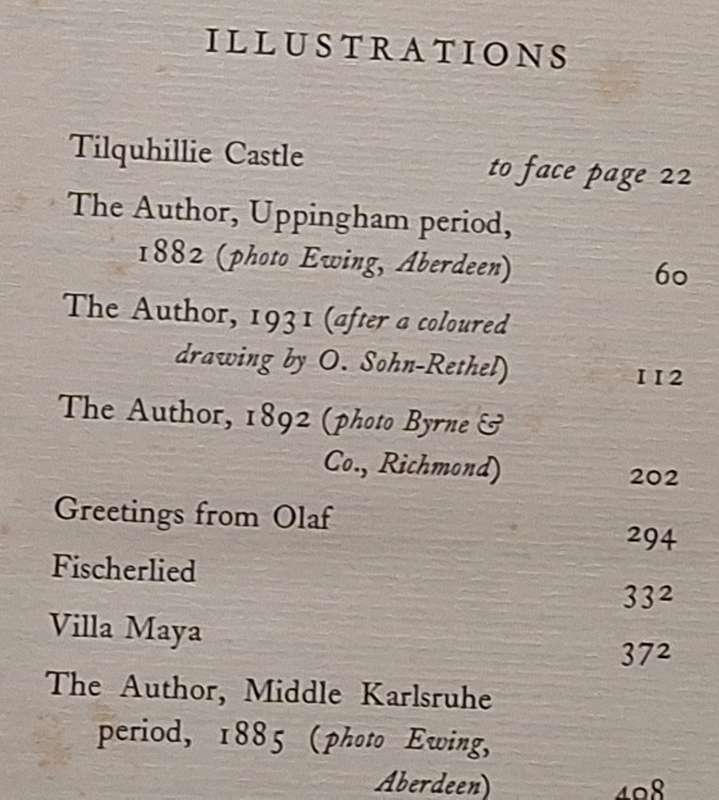 ILLUSTRATIONS
Tilquhillie Castle to face page 22
The Author, Uppingham period,
1882 (photo Ewing, Aberdeen) 60
The Author, 1931 (after a coloured
drawing by O. Sohn-Rethel) 112
The Author, 1892 (photo Byrne &
Co., Richmond) 202
Greetings from Olaf 294
Fischerlied 332
Villa Maya 372
The Author, Middle Karlsruhe
period, 1885 (photo Ewing,
Aberdeen) 408